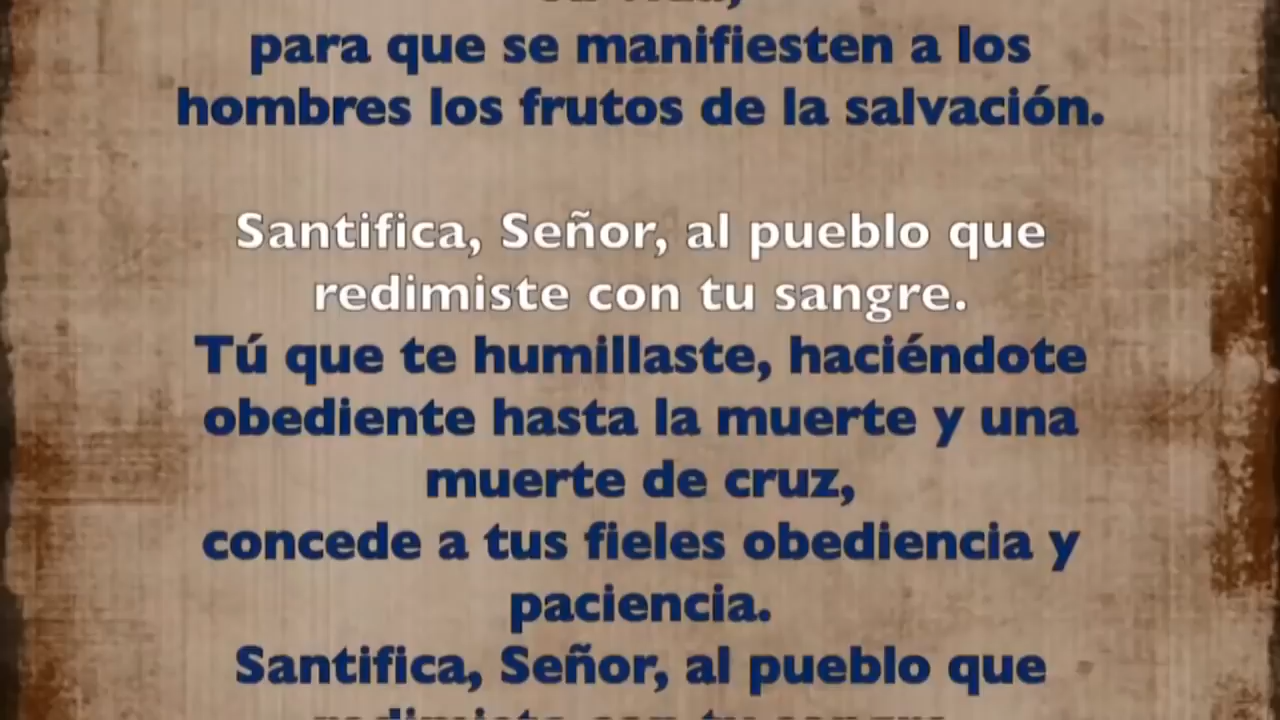 para que se manifiesten a los
hombres los frutos de la salvación.
Santifica, Señor, al pueblo que
redimiste con tu sangre.
Tú que te humillaste, haciéndote
obediente hasta la muerte y una
muerte de cruz,
concede a tus fieles obediencia y
paciencia.
Santifica, Señor, al pueblo que